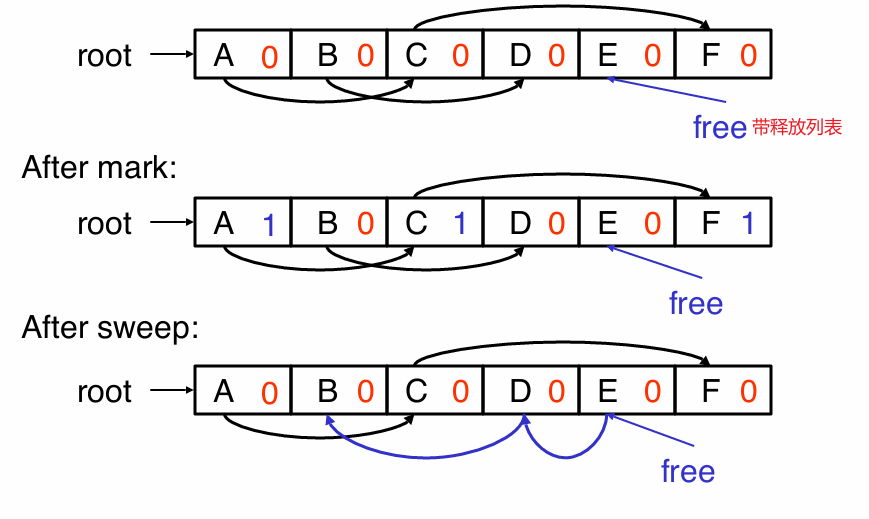 root A 0 B 0 C 0 D 0 E 0 F 0
free 带释放列表
After mark:
root A 1 B 0 C 1 D 0 E 0 F 1
free
After sweep:
root A 0 B 0 C 0 D 0 E 0 F 0
free